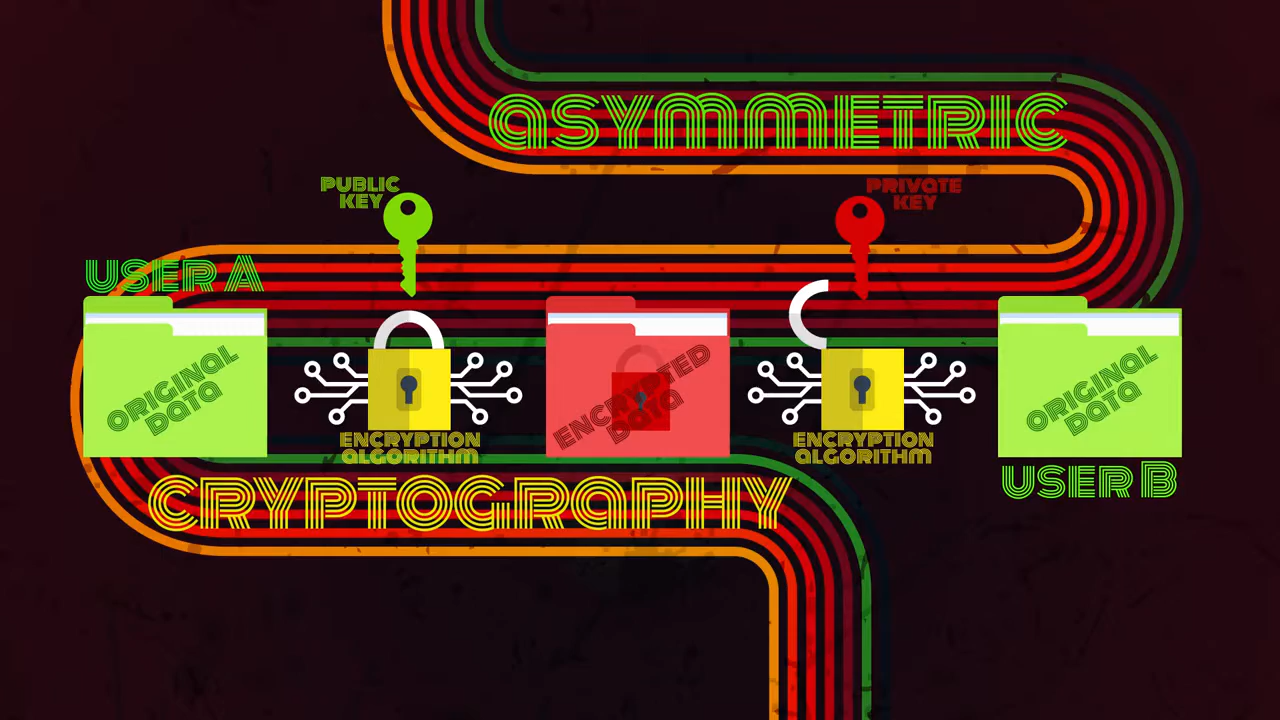 ASYMMETRIC
PUBLIC
KEY
PRIVATE
KEY
USER A
ORIGINAL
DATA
ENCRYPTION
ALGORITHM
ENCRYPTED
DATA
ENCRYPTION
ALGORITHM
ORIGINAL
DATA
USER B
CRYPTOGRAPHY